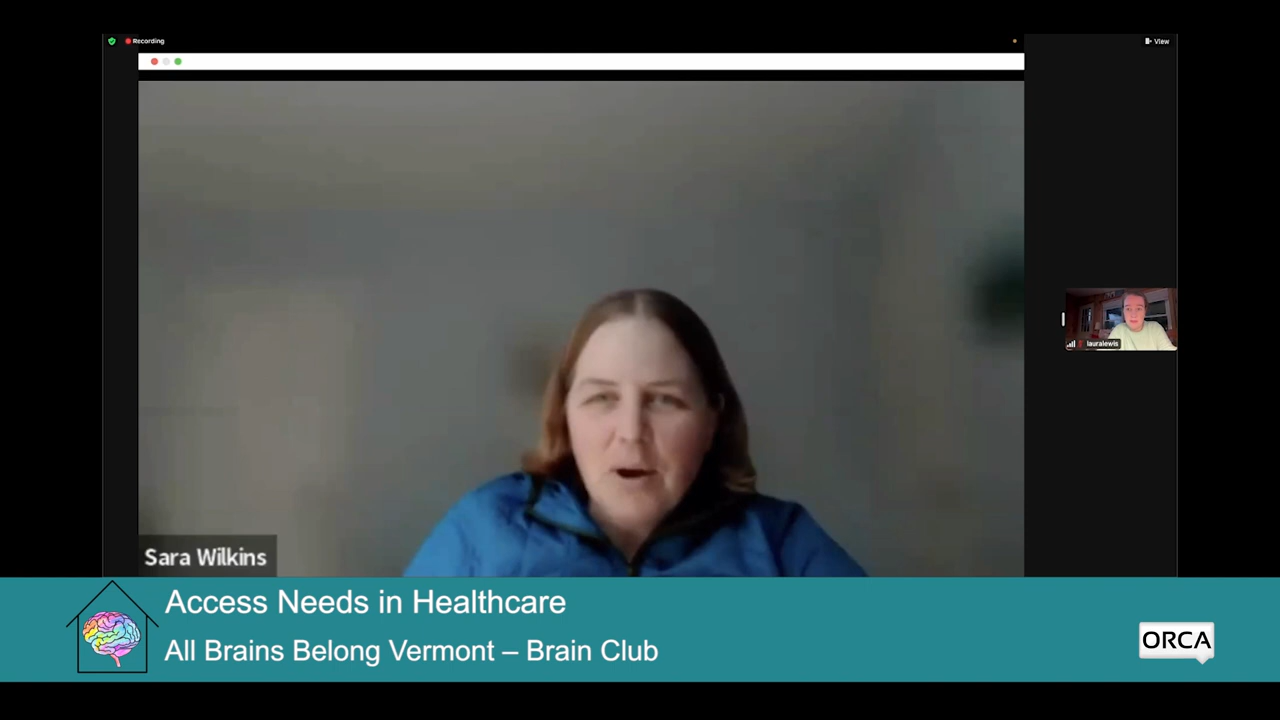 Recording
View
lauralewis
Sara Wilkins
Access Needs in Healthcare
All Brains Belong Vermont – Brain Club
ORCA